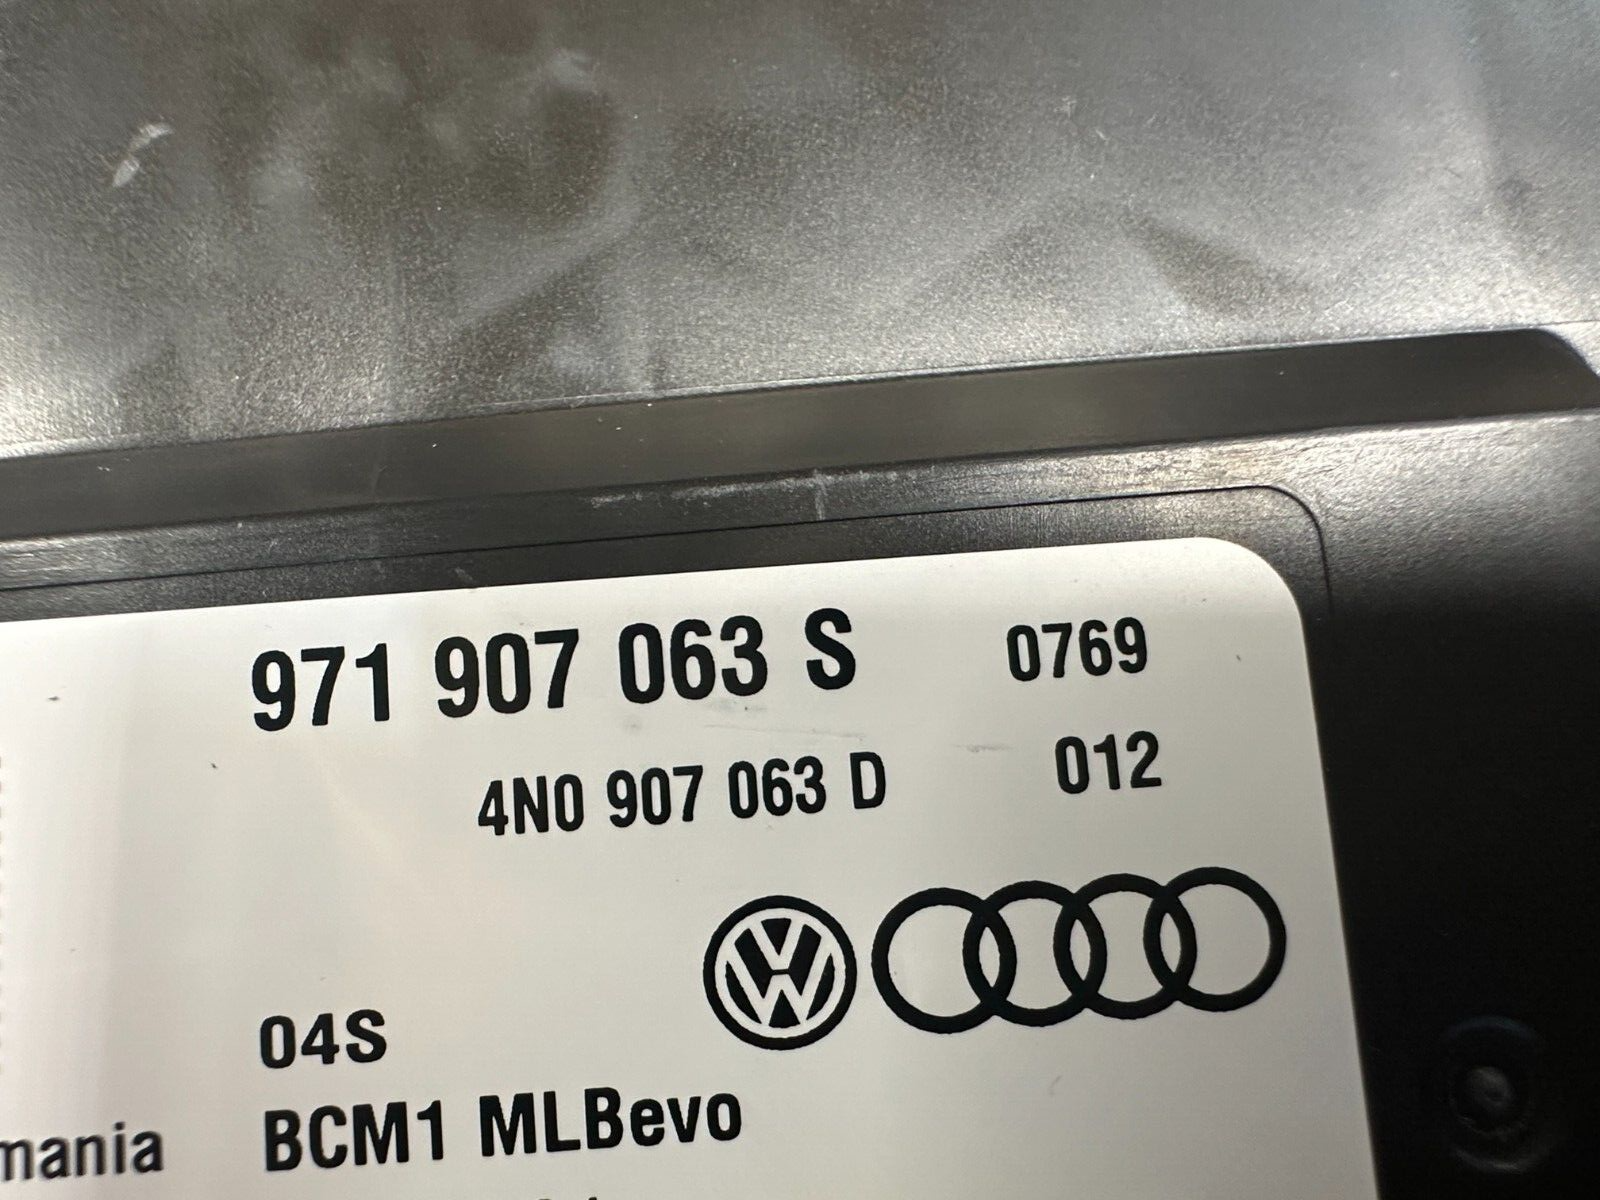 971 907 063 S 0769
4N0 907 063 D 012
04S
mania BCM1 MLBevo